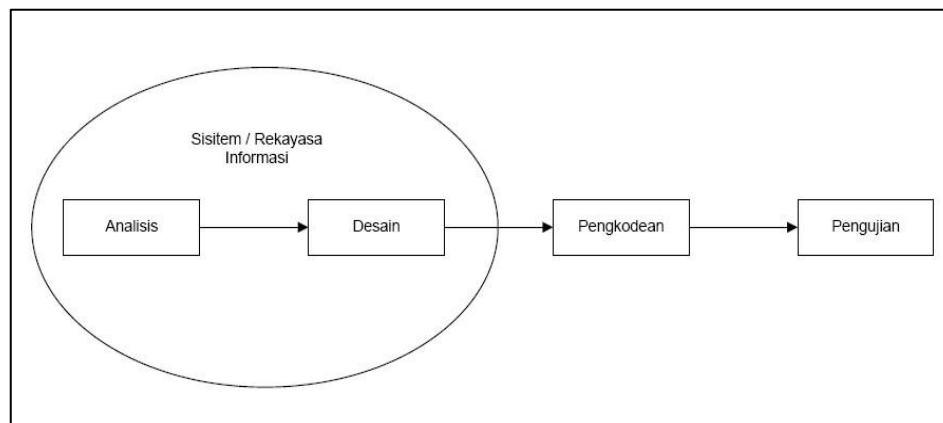 Sisitem / Rekayasa
Informasi
Analisis
Desain
Pengkodean
Pengujian